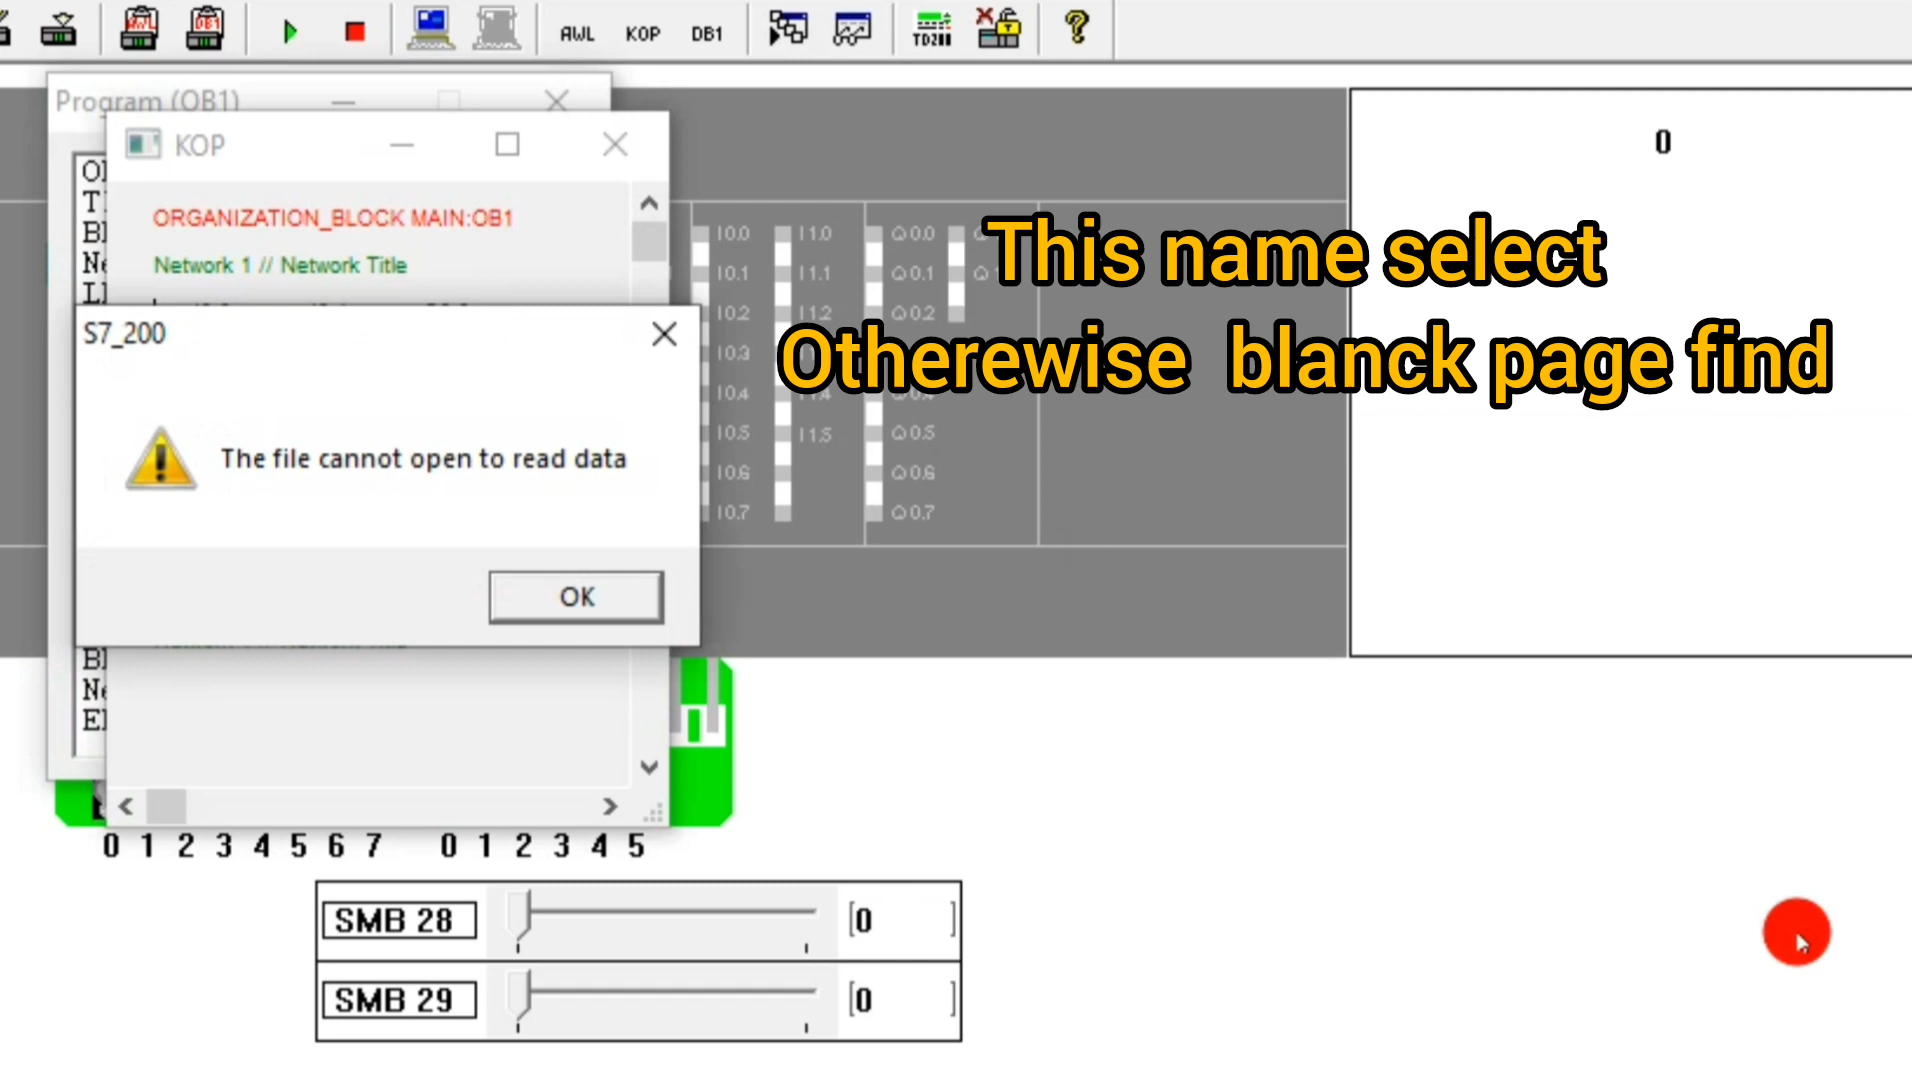 AWL
DB1
AWL KOP DB1
TD200
Program (OB1)
KOP
0
ORGANIZATION_BLOCK MAIN:OB1
Network 1 // Network Title
This name select
Otherewise blanck page find
I0.0 I1.0 Q0.0
I0.1 I1.1 Q0.1
I0.2 I1.2 Q0.2
I0.3
I0.4
I0.5 I1.5 Q0.5
I0.6 Q0.6
I0.7 Q0.7
S7_200
The file cannot open to read data
OK
0 1 2 3 4 5 6 7 0 1 2 3 4 5
SMB 28 [0 ]
SMB 29 [0 ]